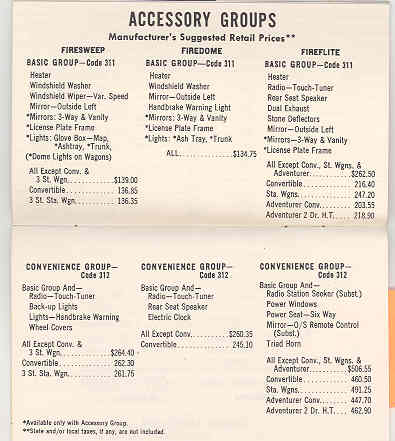 ACCESSORY GROUPS
Manufacturer's Suggested Retail Prices**
FIRESWEEP
BASIC GROUP—Code 311
Heater
Windshield Washer
Windshield Wiper—Var. Speed
Mirror—Outside Left
*Mirrors: 3-Way & Vanity
*License Plate Frame
*Lights: Glove Box—Map,
*Ashtray, *Trunk,
(*Dome Lights on Wagons)
All Except Conv. &
3 St. Wgn. $139.00
Convertible 136.85
3 St. Sta. Wgn. 136.35
FIREDOME
BASIC GROUP—Code 311
Heater
Windshield Washer
Mirror—Outside Left
Handbrake Warning Light
*Mirrors: 3-Way & Vanity
*License Plate Frame
*Lights: *Ash Tray, *Trunk
ALL $134.75
FIREFLITE
BASIC GROUP—Code 311
Heater
Radio—Touch-Tuner
Rear Seat Speaker
Dual Exhaust
Stone Deflectors
Mirror—Outside Left
*Mirrors—3-Way & Vanity
*License Plate Frame
All Except Conv., St. Wgns. &
Adventurer $262.50
Convertible 216.40
Sta. Wgns. 247.20
Adventurer Conv. 203.55
Adventurer 2 Dr. H.T. 218.90
CONVENIENCE GROUP—
Code 312
Basic Group And—
Radio—Touch-Tuner
Back-up Lights
Lights—Handbrake Warning
Wheel Covers
All Except Conv. &
3 St. Wgn. $264.40
Convertible 262.30
3 St. Sta. Wgn. 261.75
CONVENIENCE GROUP—
Code 312
Basic Group And—
Radio—Touch-Tuner
Rear Seat Speaker
Electric Clock
All Except Conv. $260.35
Convertible 245.10
CONVENIENCE GROUP—
Code 312
Basic Group And—
Radio Station Seeker (Subst.)
Power Windows
Power Seat—Six Way
Mirror—O/S Remote Control
(Subst.)
Triad Horn
All Except Conv., St. Wgns. &
Adventurer $506.55
Convertible 460.50
Sta. Wgns. 491.25
Adventurer Conv. 447.70
Adventurer 2 Dr. H.T. 462.90
*Available only with Accessory Group.
**State and/or local taxes, if any, are not included.